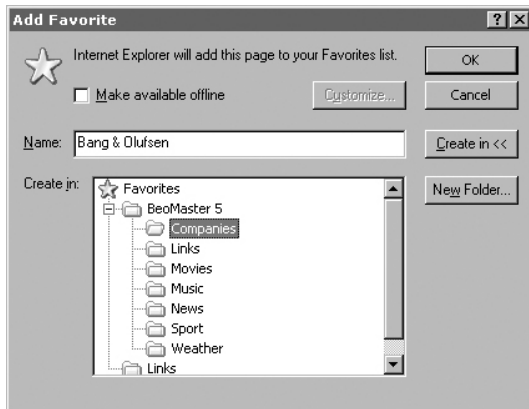 Add Favorite
Internet Explorer will add this page to your Favorites list.
OK
Make available offline
Customize...
Cancel
Name:
Bang & Olufsen
Create in <<
Create in:
Favorites
New Folder...
BeoMaster 5
Companies
Links
Movies
Music
News
Sport
Weather
Links